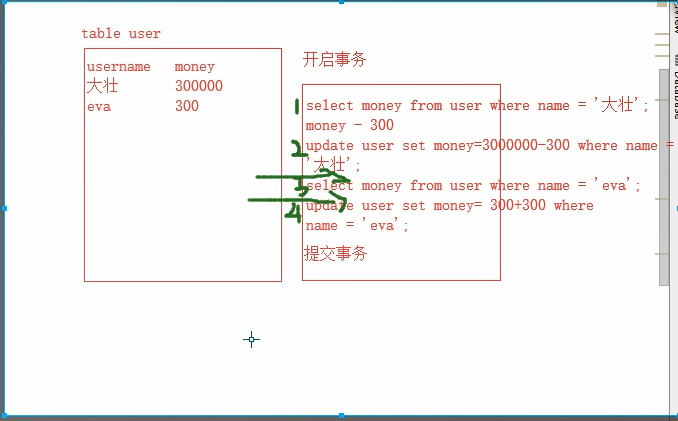 table user
username money
大壮 300000
eva 300
开启事务
1 select money from user where name = '大壮';
money - 300
2 update user set money=3000000-300 where name =
'大壮';
3 select money from user where name = 'eva';
4 update user set money= 300+300 where
name = 'eva';
提交事务